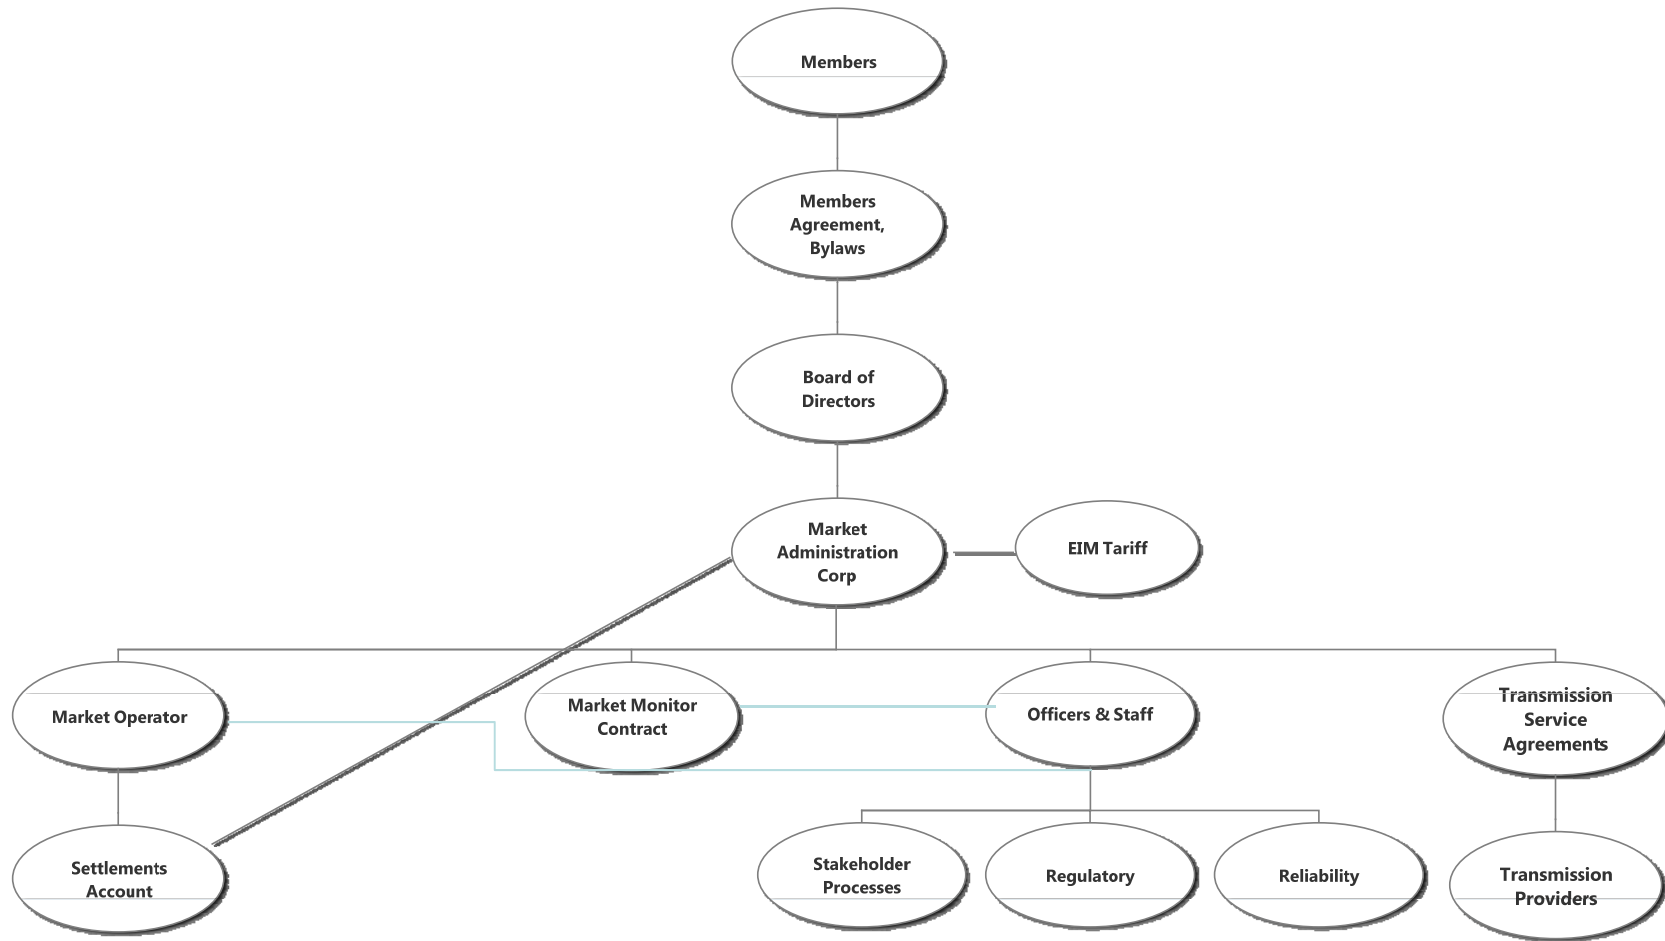 Members
Members
Agreement,
Bylaws
Board of
Directors
Market
Administration
Corp
EIM Tariff
Market Operator
Market Monitor
Contract
Officers & Staff
Transmission
Service
Agreements
Settlements
Account
Stakeholder
Processes
Regulatory
Reliability
Transmission
Providers